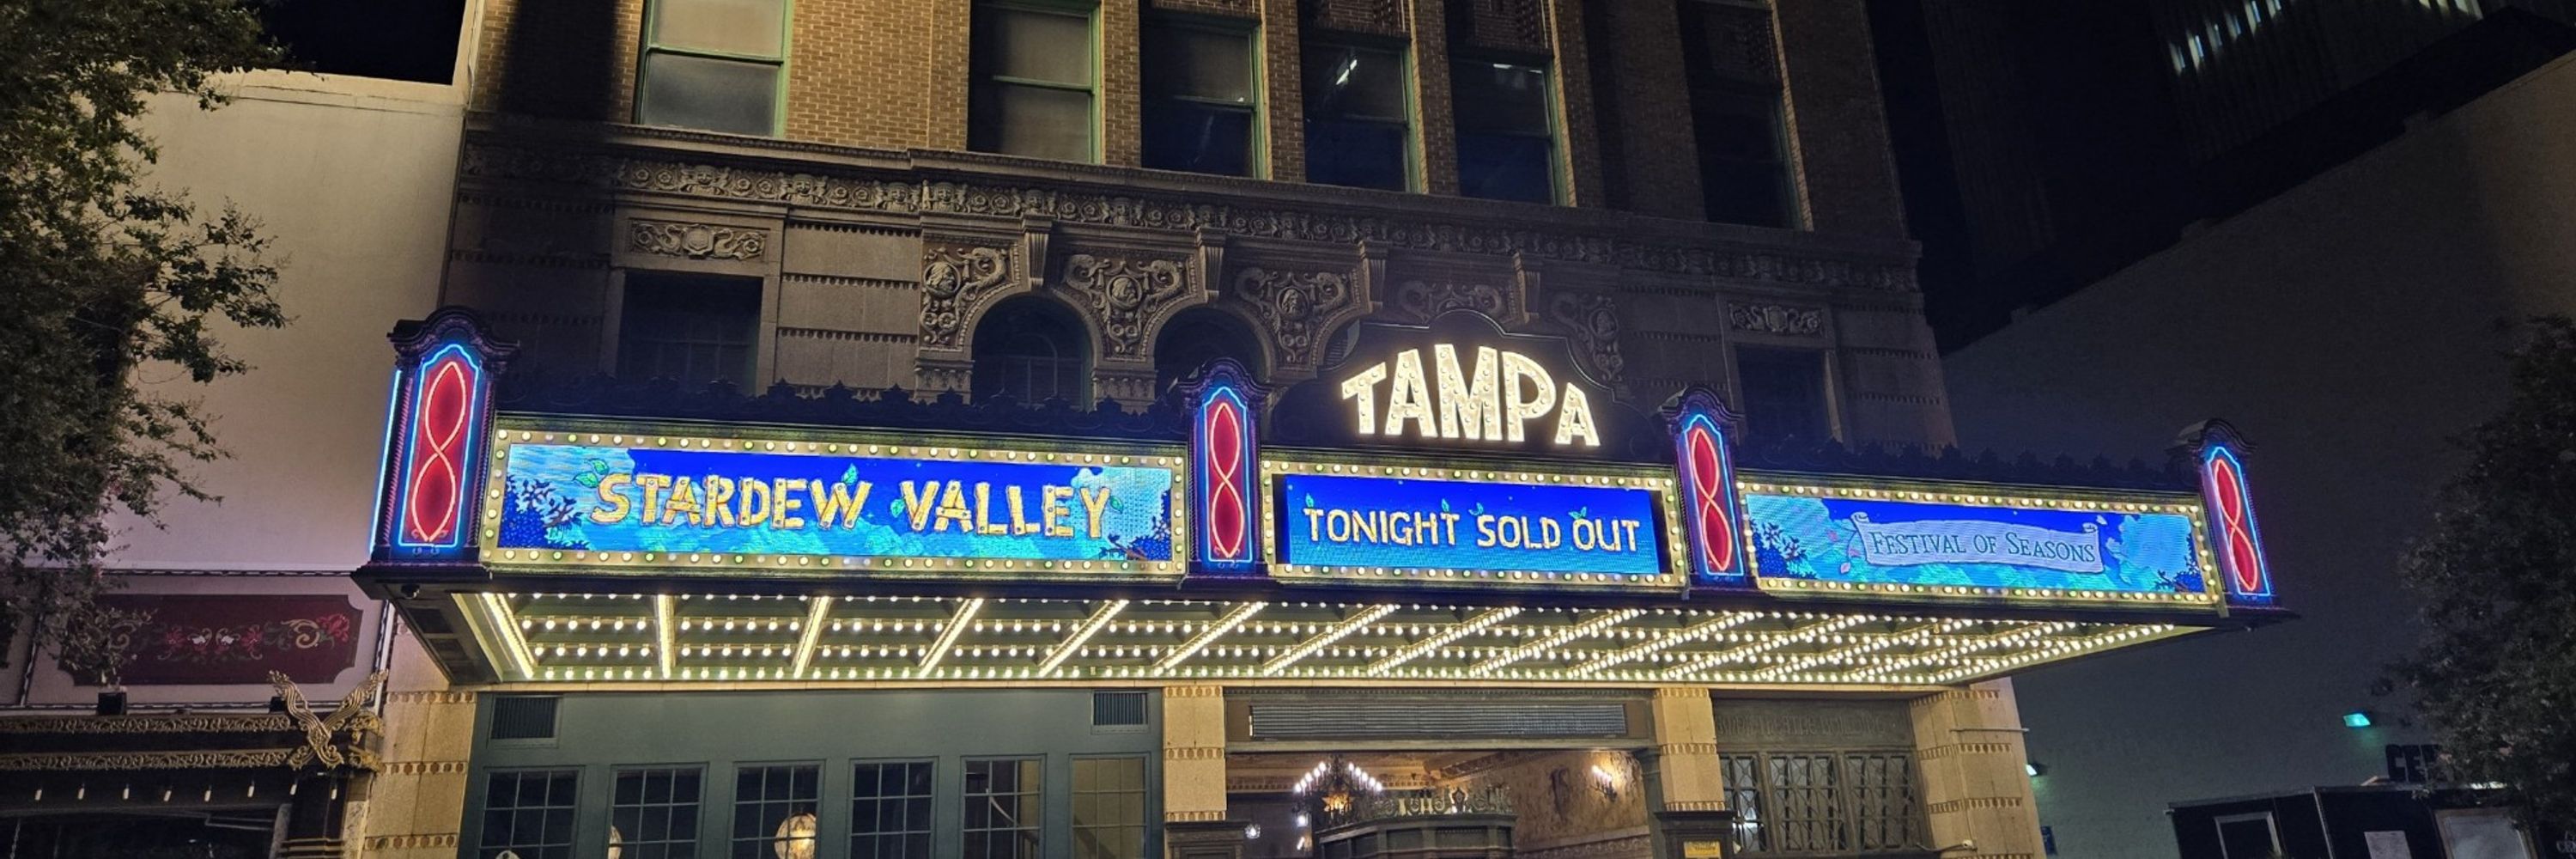 TAMPA
STARDEW VALLEY
TONIGHT SOLD OUT
FESTIVAL OF SEASONS